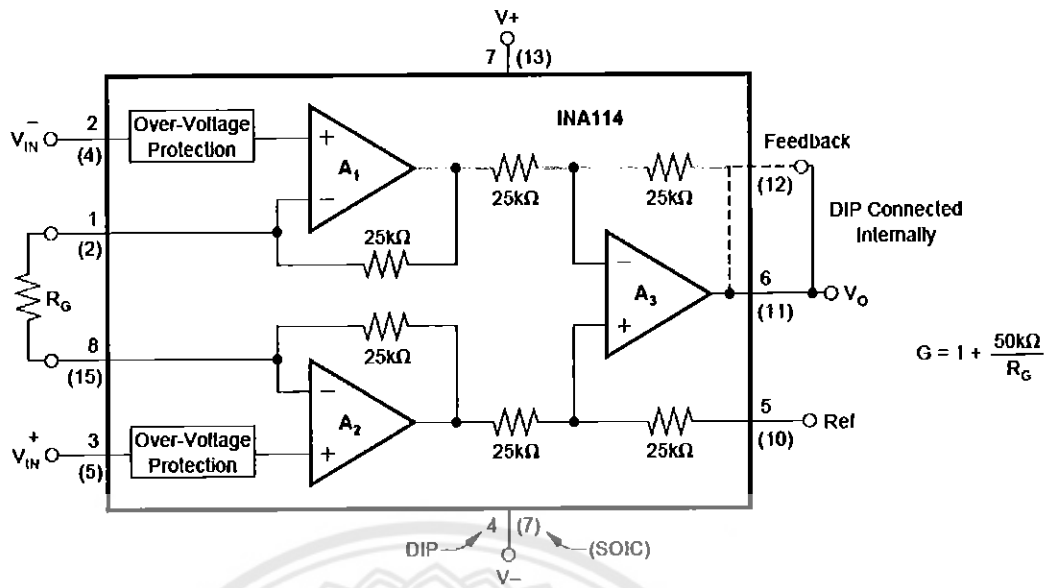 V+
7 (13)
INA114
V⁻IN
2
(4)
Over-Voltage
Protection
+
A1
−
25kΩ
25kΩ
25kΩ
Feedback
(12)
DIP Connected
Internally
1
(2)
RG
8
(15)
25kΩ
−
A2
+
−
A3
+
6
(11)
VO
G = 1 + 50kΩ / RG
V⁺IN
3
(5)
Over-Voltage
Protection
25kΩ
25kΩ
5
(10)
Ref
4 (7)
DIP
(SOIC)
V−